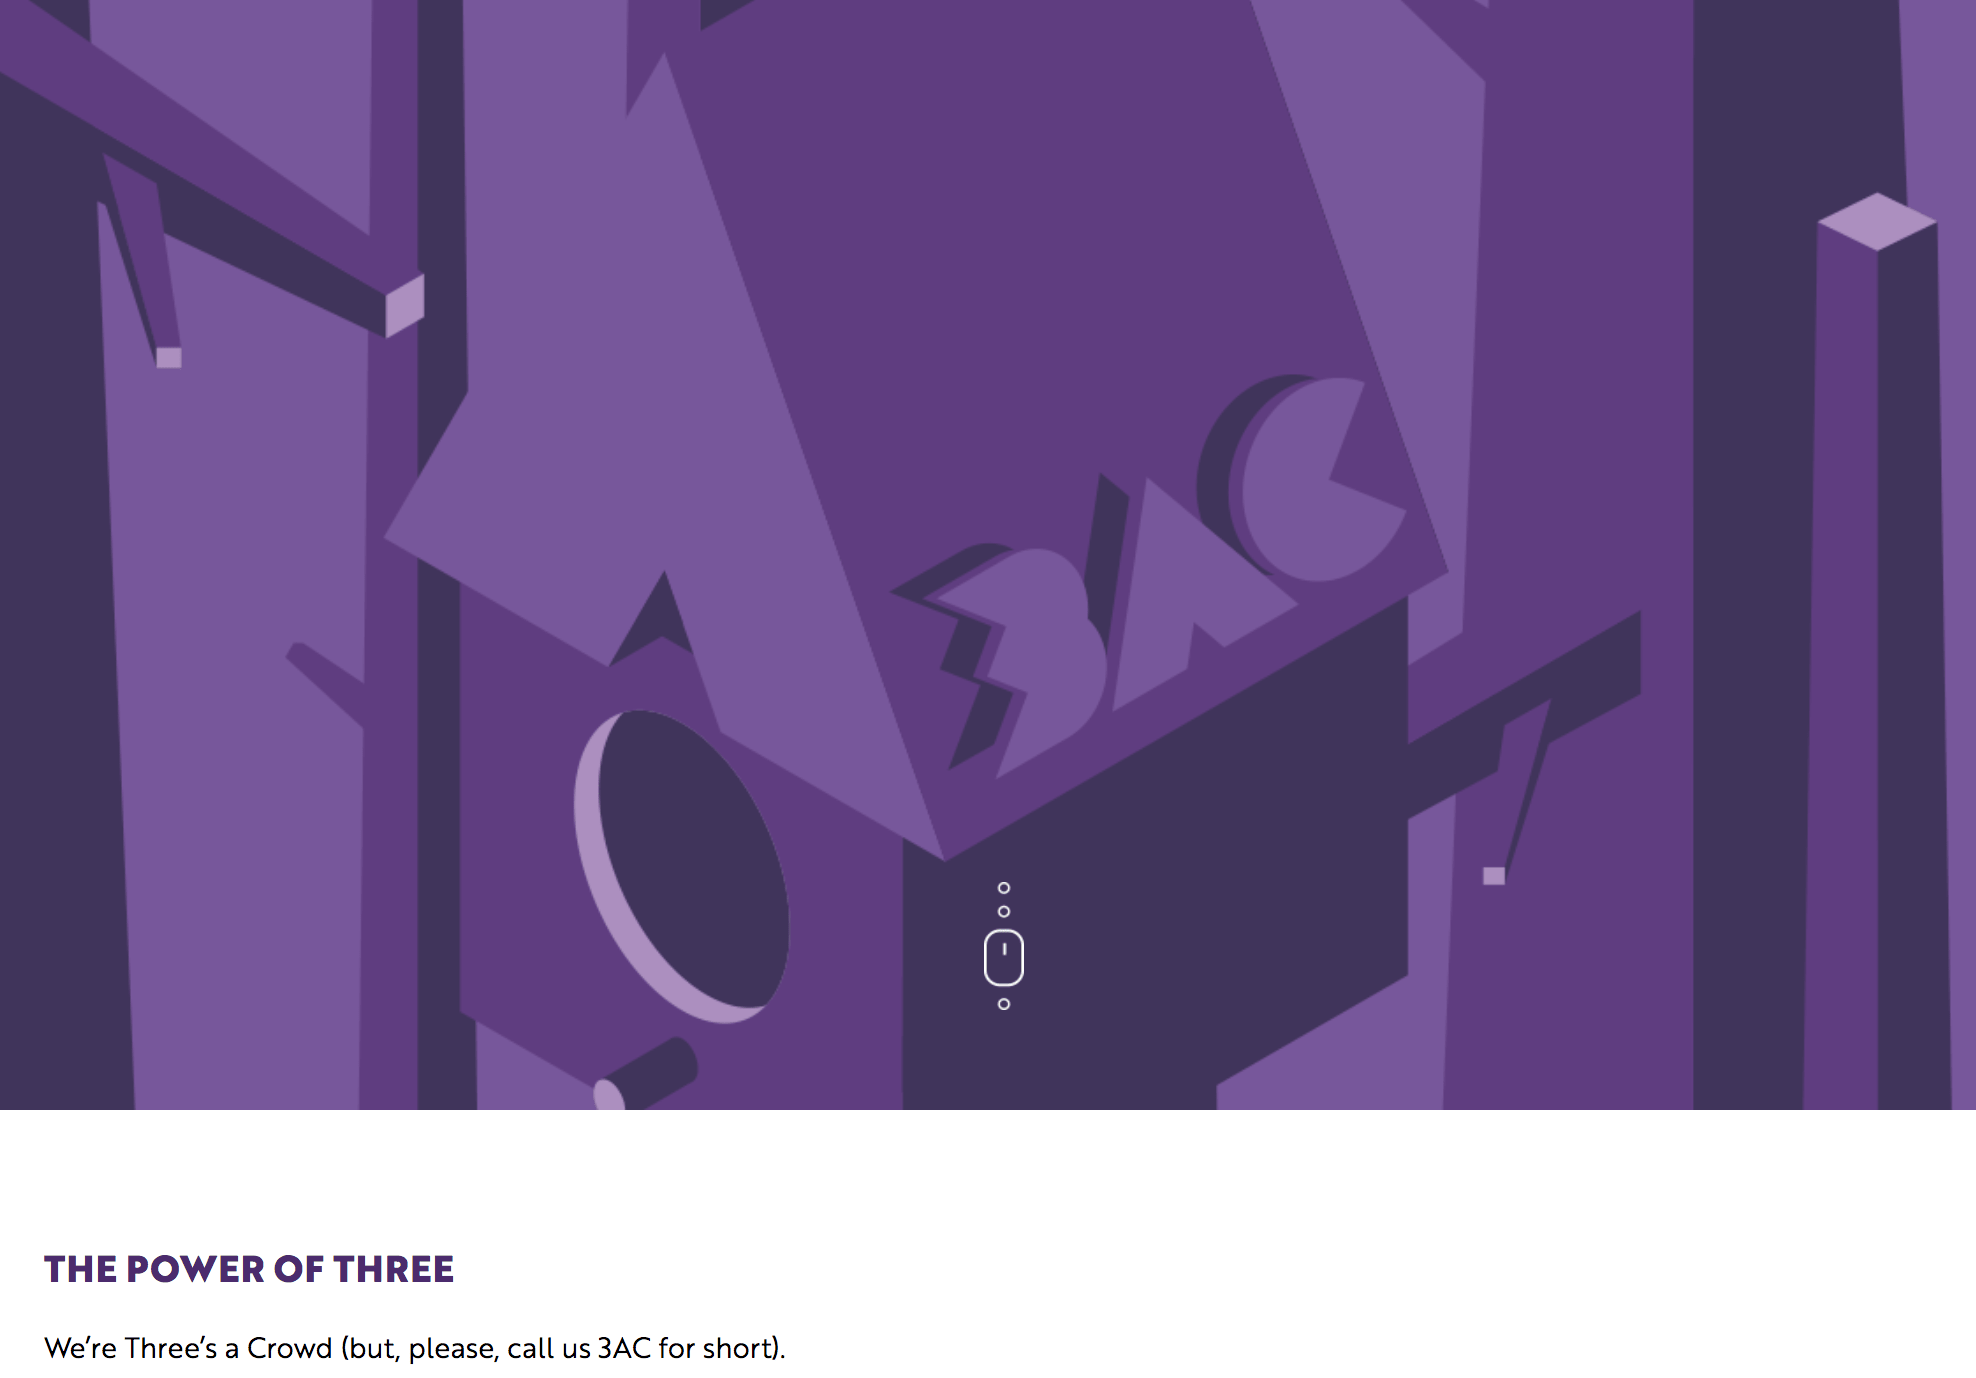 3AC
THE POWER OF THREE
We’re Three’s a Crowd (but, please, call us 3AC for short).